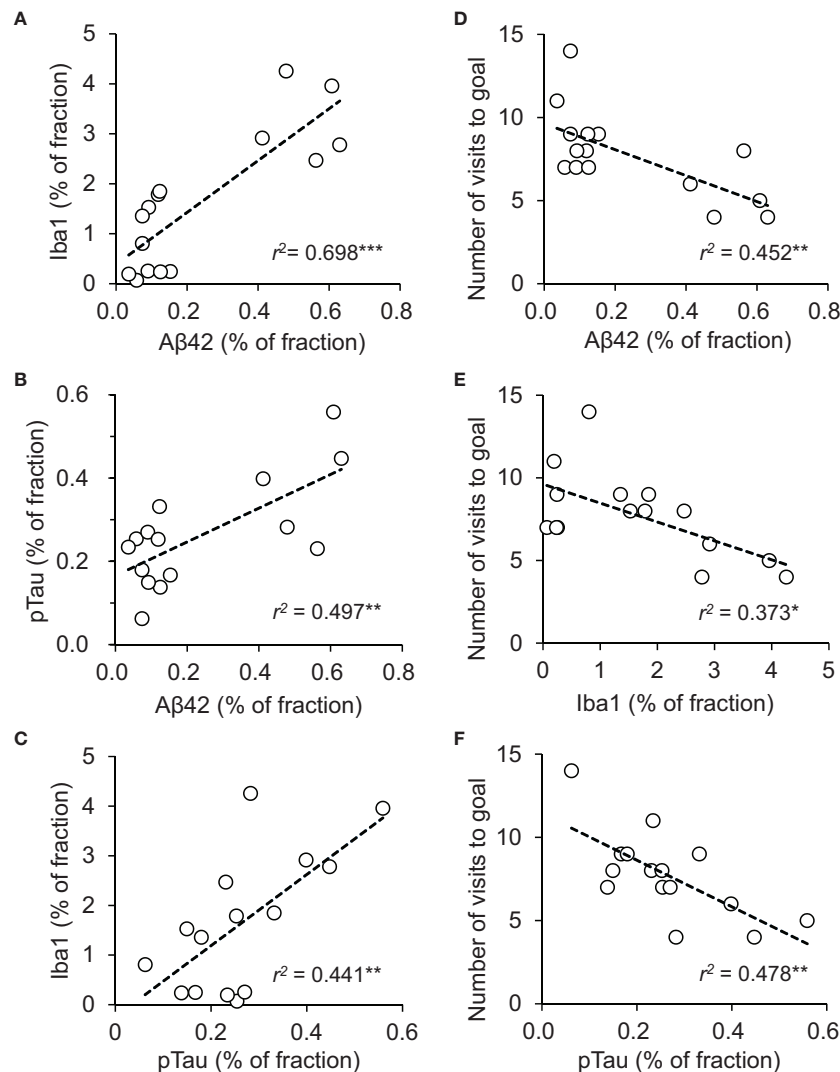 A
Iba1 (% of fraction)
5
4
3
2
1
0
r²= 0.698***
0.0 0.2 0.4 0.6 0.8
Aβ42 (% of fraction)
B
pTau (% of fraction)
0.6
0.4
0.2
0.0
r² = 0.497**
0.0 0.2 0.4 0.6 0.8
Aβ42 (% of fraction)
C
Iba1 (% of fraction)
5
4
3
2
1
0
r² = 0.441**
0 0.2 0.4 0.6
pTau (% of fraction)
D
Number of visits to goal
15
10
5
0
r² = 0.452**
0.0 0.2 0.4 0.6 0.8
Aβ42 (% of fraction)
E
Number of visits to goal
15
10
5
0
r² = 0.373*
0 1 2 3 4 5
Iba1 (% of fraction)
F
Number of visits to goal
15
10
5
0
r² = 0.478**
0.0 0.2 0.4 0.6
pTau (% of fraction)